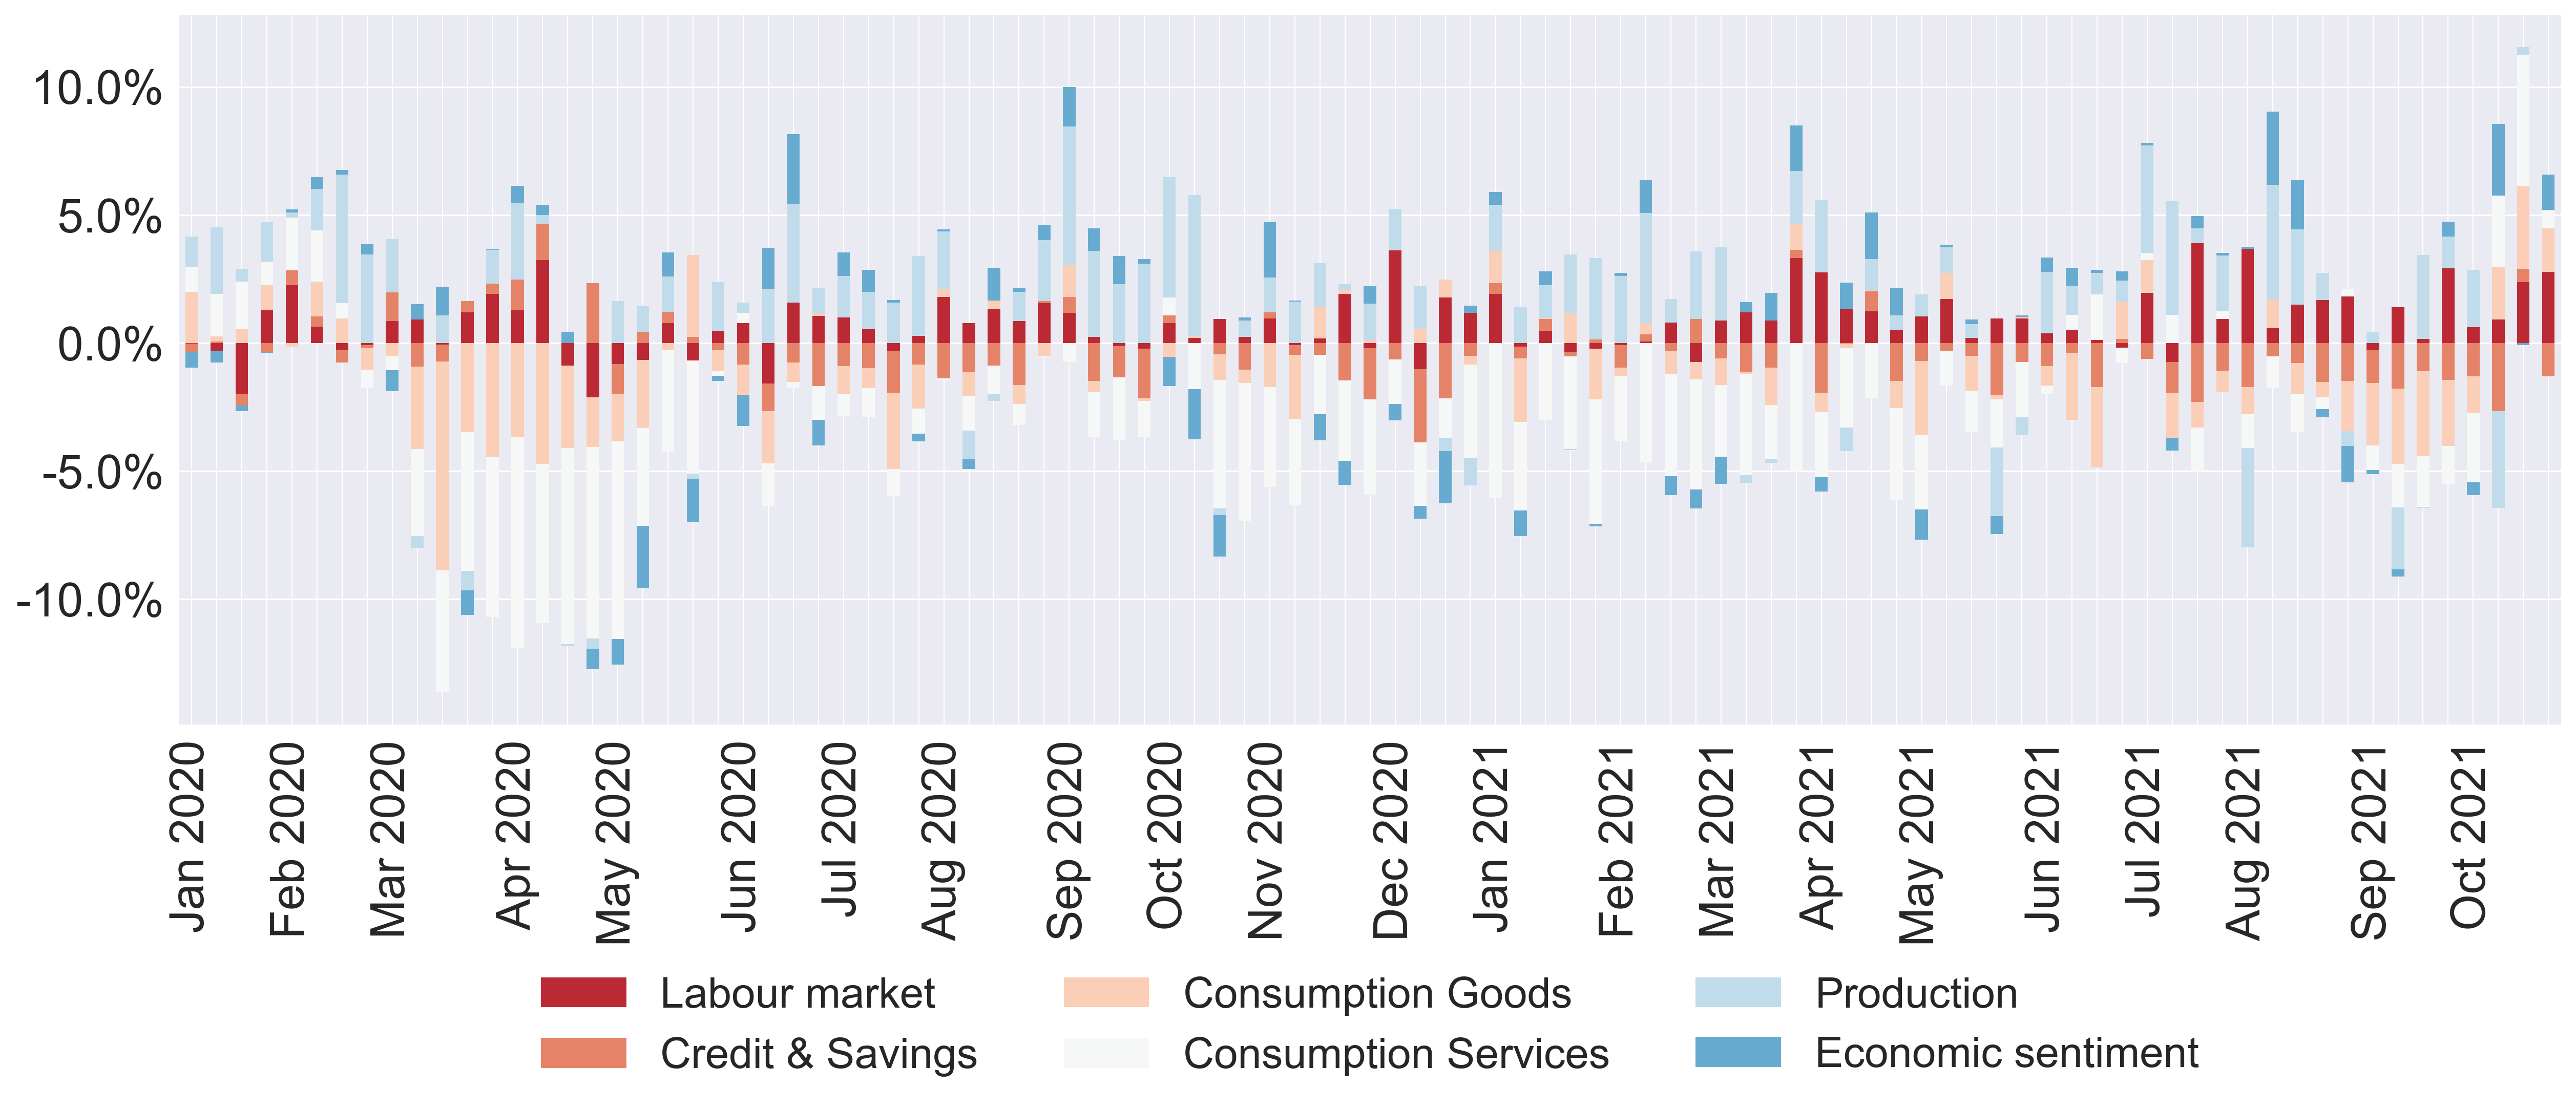 10.0%
5.0%
0.0%
-5.0%
-10.0%
Jan 2020
Feb 2020
Mar 2020
Apr 2020
May 2020
Jun 2020
Jul 2020
Aug 2020
Sep 2020
Oct 2020
Nov 2020
Dec 2020
Jan 2021
Feb 2021
Mar 2021
Apr 2021
May 2021
Jun 2021
Jul 2021
Aug 2021
Sep 2021
Oct 2021
Labour market
Consumption Goods
Production
Credit & Savings
Consumption Services
Economic sentiment